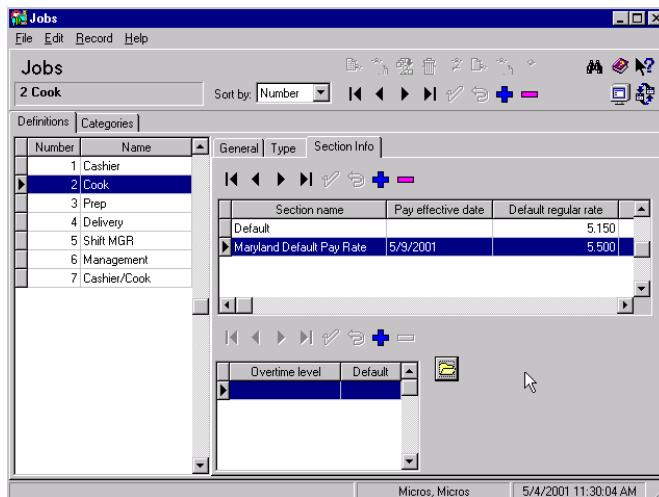 Jobs
File Edit Record Help
Jobs
2 Cook
Sort by: Number
Definitions Categories
Number Name
1 Cashier
2 Cook
3 Prep
4 Delivery
5 Shift MGR
6 Management
7 Cashier/Cook
General Type Section Info
Section name Pay effective date Default regular rate
Default 5.150
Maryland Default Pay Rate 5/9/2001 5.500
Overtime level Default
Micros, Micros 5/4/2001 11:30:04 AM